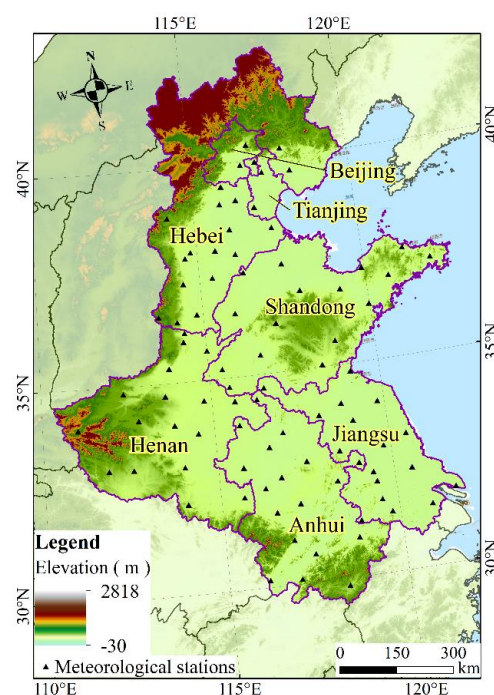 115°E
120°E
N
W
E
S
40°N
40°N
Beijing
Tianjing
Hebei
Shandong
35°N
35°N
Henan
Jiangsu
Anhui
Legend
Elevation ( m )
2818
-30
Meteorological stations
30°N
30°N
0
150
300
km
110°E
115°E
120°E